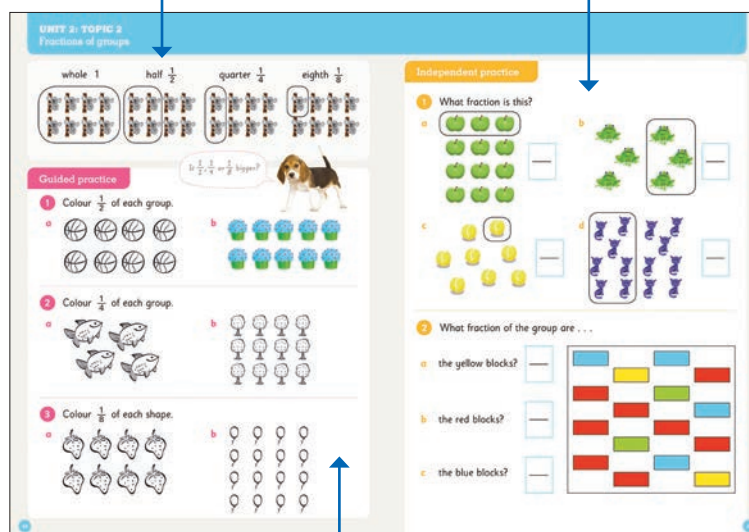 UNIT 2: TOPIC 2
Fractions of groups
whole 1
half 1/2
quarter 1/4
eighth 1/8
Is 1/2, 1/4 or 1/8 bigger?
Guided practice
1 Colour 1/2 of each group.
a
b
2 Colour 1/4 of each group.
a
b
3 Colour 1/8 of each shape.
a
b
Independent practice
1 What fraction is this?
a
b
c
d
2 What fraction of the group are . . .
a the yellow blocks?
b the red blocks?
c the blue blocks?